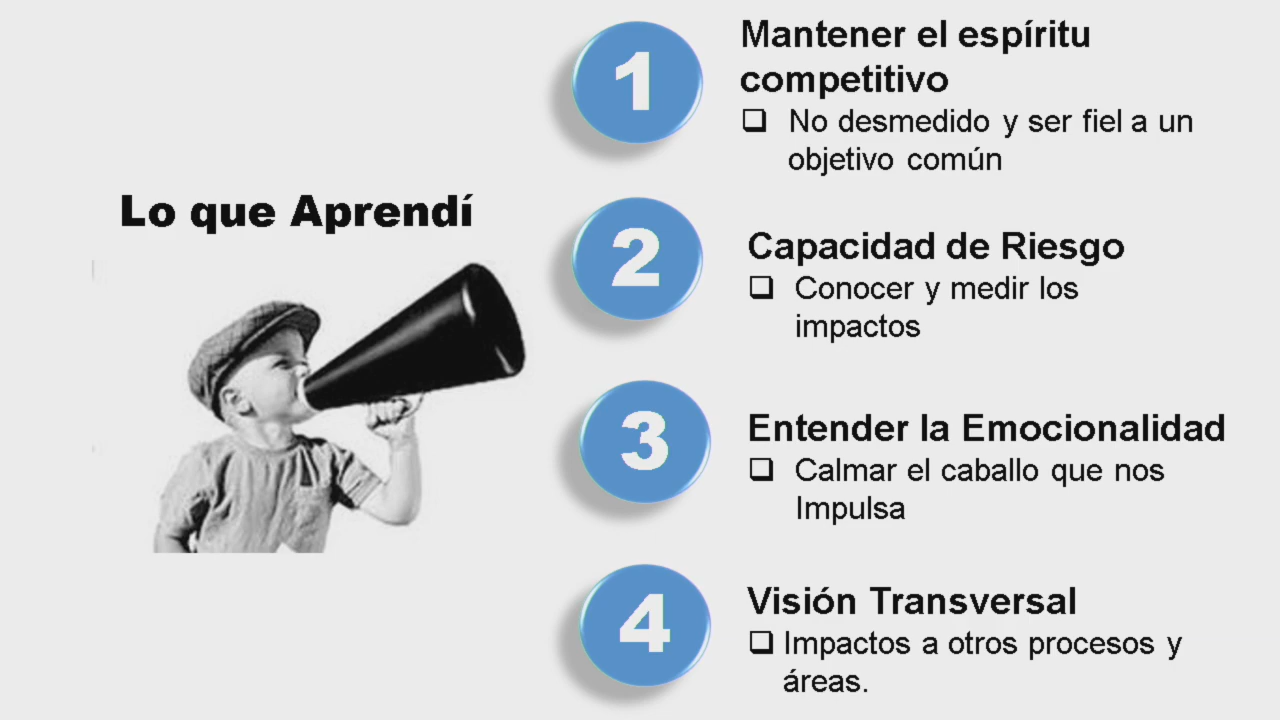 Lo que Aprendí
1
Mantener el espíritu
competitivo
❑ No desmedido y ser fiel a un
objetivo común
2
Capacidad de Riesgo
❑ Conocer y medir los
impactos
3
Entender la Emocionalidad
❑ Calmar el caballo que nos
Impulsa
4
Visión Transversal
❑ Impactos a otros procesos y
áreas.